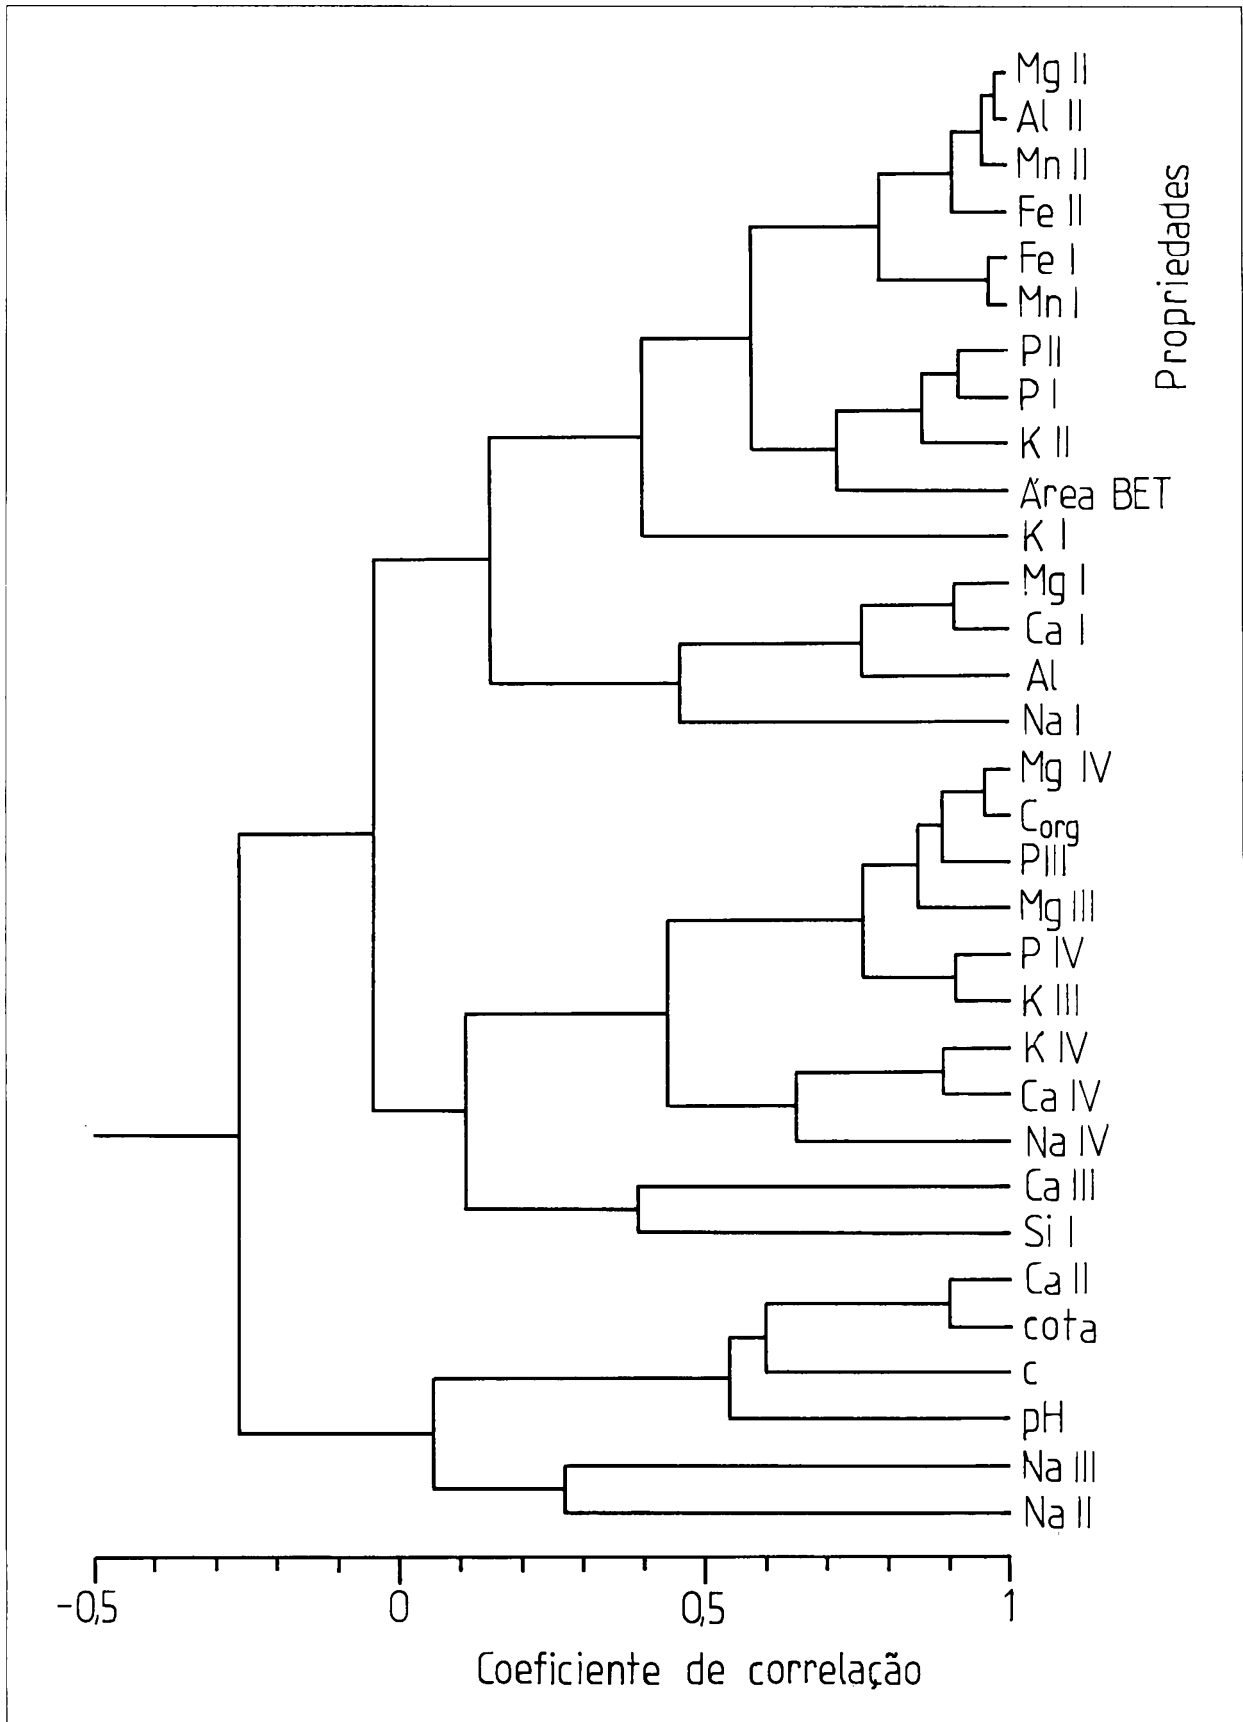 Mg II
Al II
Mn II
Fe II
Fe I
Mn I
P II
P I
K II
Área BET
K I
Mg I
Ca I
Al
Na I
Mg IV
Corg
PIII
Mg III
P IV
K III
K IV
Ca IV
Na IV
Ca III
Si I
Ca II
cota
c
pH
Na III
Na II
Propriedades
-0,5 0 0,5 1
Coeficiente de correlação